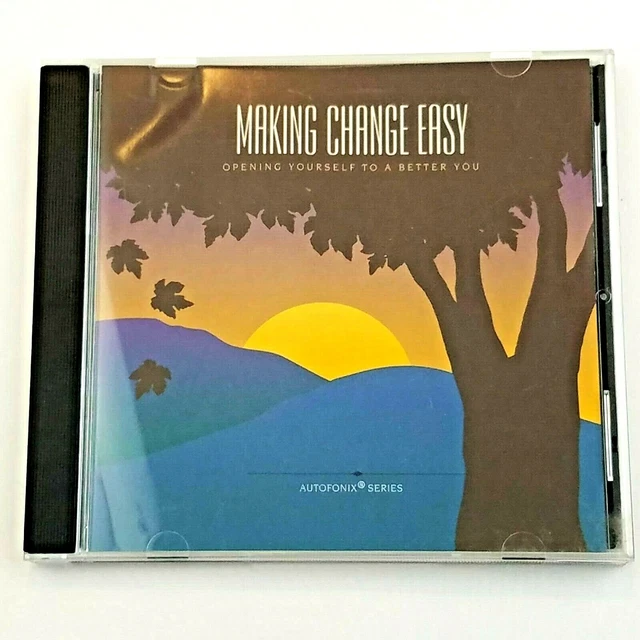 MAKING CHANGE EASY
OPENING YOURSELF TO A BETTER YOU
AUTOFONIX® SERIES